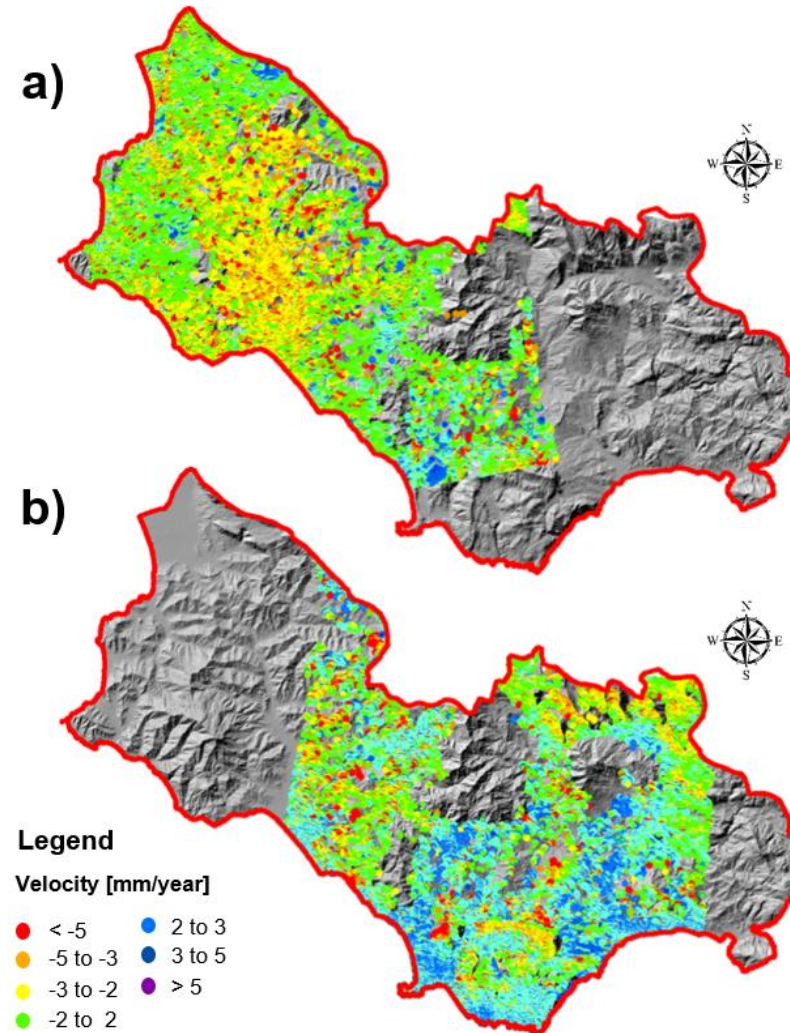 a)
N
W E
S
b)
N
W E
S
Legend
Velocity [mm/year]
< -5
-5 to -3
-3 to -2
-2 to 2
2 to 3
3 to 5
> 5